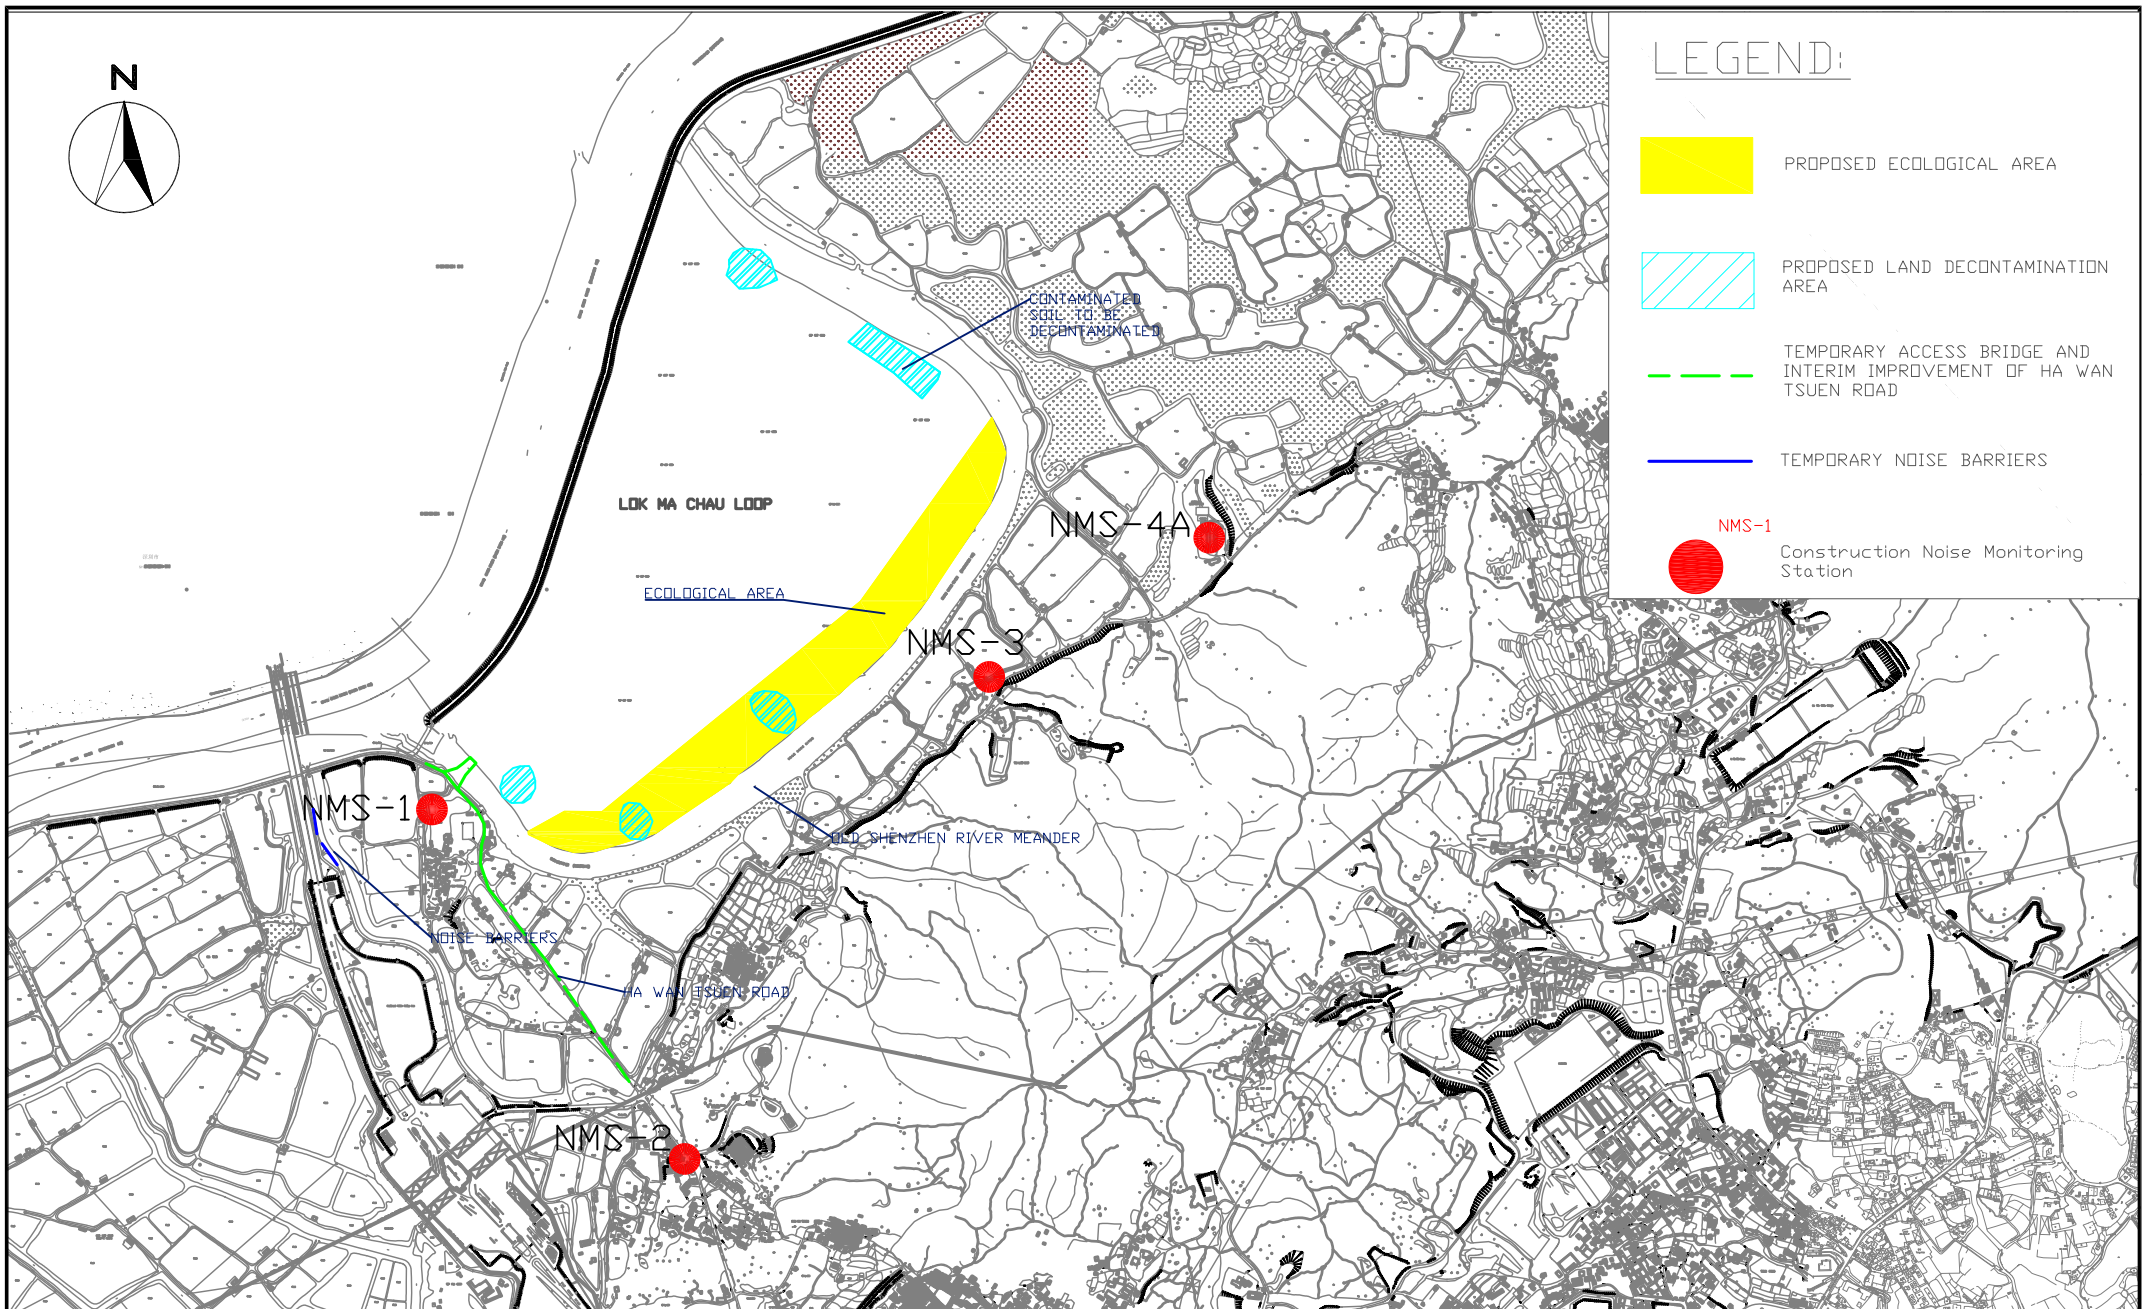 N
LEGEND:
PROPOSED ECOLOGICAL AREA
PROPOSED LAND DECONTAMINATION
AREA
TEMPORARY ACCESS BRIDGE AND
INTERIM IMPROVEMENT OF HA WAN
TSUEN ROAD
TEMPORARY NOISE BARRIERS
NMS-1
Construction Noise Monitoring
Station
CONTAMINATED
SOIL TO BE
DECONTAMINATED
LOK MA CHAU LOOP
NMS-4A
ECOLOGICAL AREA
NMS-3
NMS-1
OLD SHENZHEN RIVER MEANDER
NOISE BARRIERS
HA WAN TSUEN ROAD
NMS-2